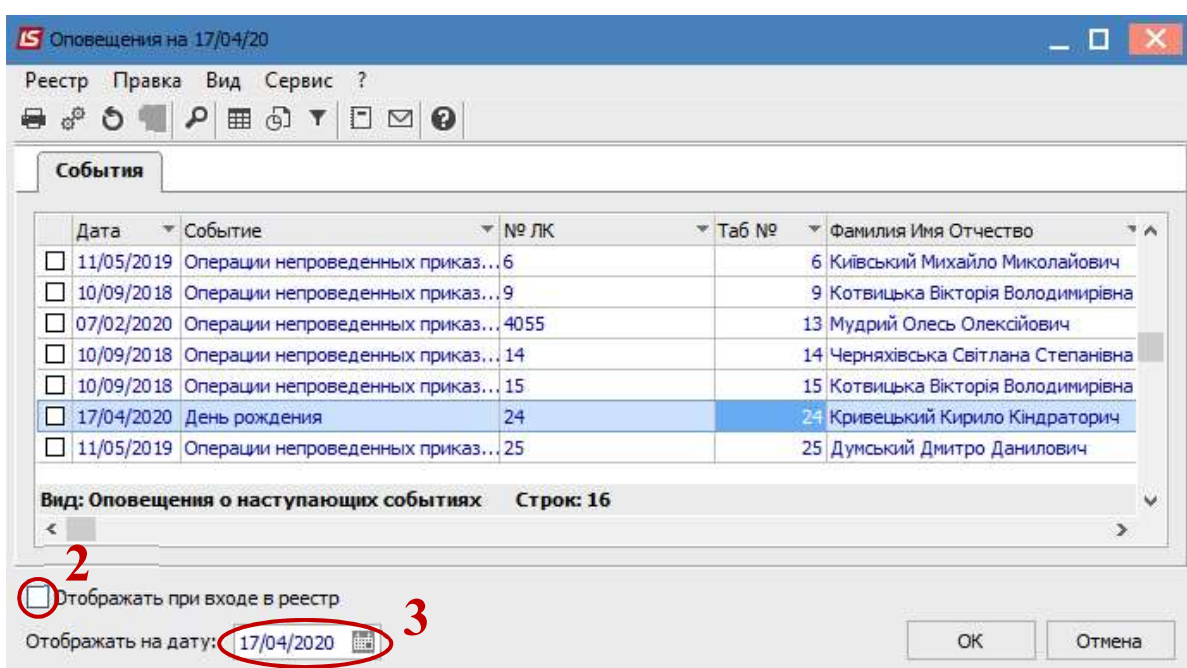 Оповещения на 17/04/20
Реестр Правка Вид Сервис ?
События
Дата Событие № ЛК Таб № Фамилия Имя Отчество
11/05/2019 Операции непроведенных приказ... 6 6 Київський Михайло Миколайович
10/09/2018 Операции непроведенных приказ... 9 9 Котвицька Вікторія Володимирівна
07/02/2020 Операции непроведенных приказ... 4055 13 Мудрий Олесь Олексійович
10/09/2018 Операции непроведенных приказ... 14 14 Черняхівська Світлана Степанівна
10/09/2018 Операции непроведенных приказ... 15 15 Котвицька Вікторія Володимирівна
17/04/2020 День рождения 24 24 Кривецький Кирило Кіндраторич
11/05/2019 Операции непроведенных приказ... 25 25 Думський Дмитро Данилович
Вид: Оповещения о наступающих событиях Строк: 16
2
Отображать при входе в реестр
3
Отображать на дату: 17/04/2020 OK Отмена